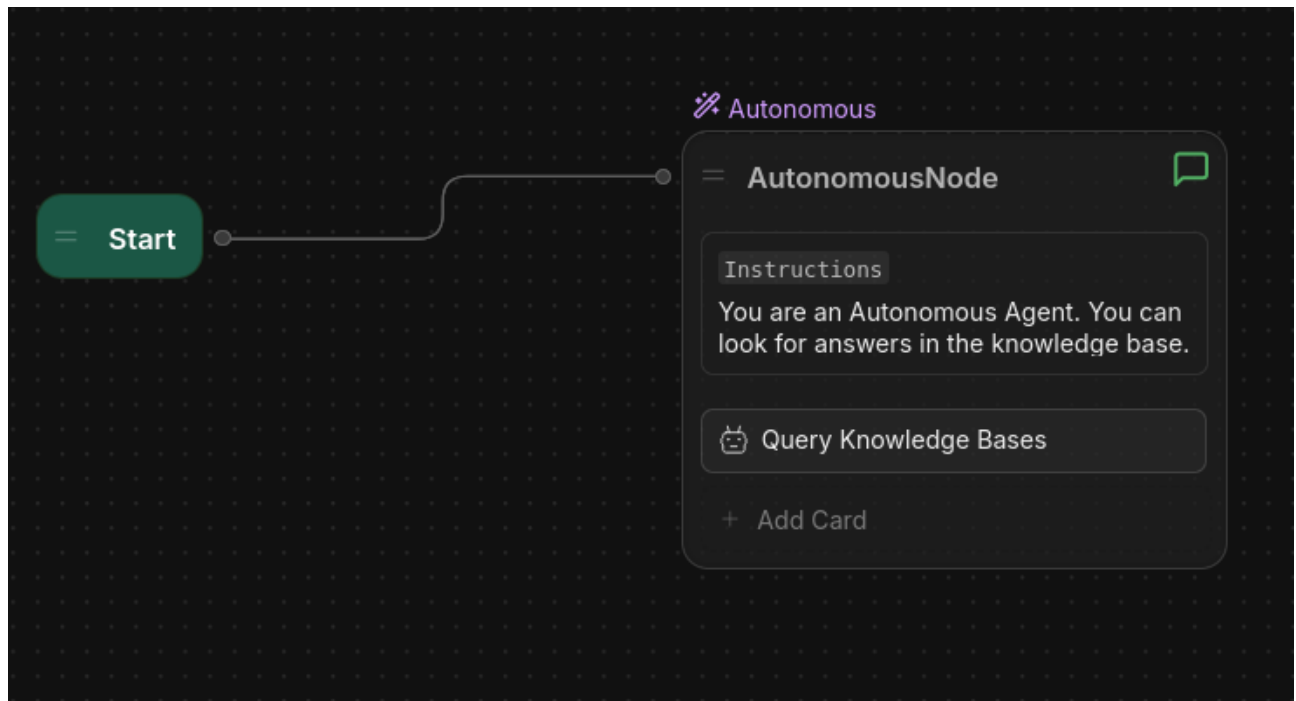 Autonomous
AutonomousNode
Start
Instructions
You are an Autonomous Agent. You can
look for answers in the knowledge base.
Query Knowledge Bases
+ Add Card